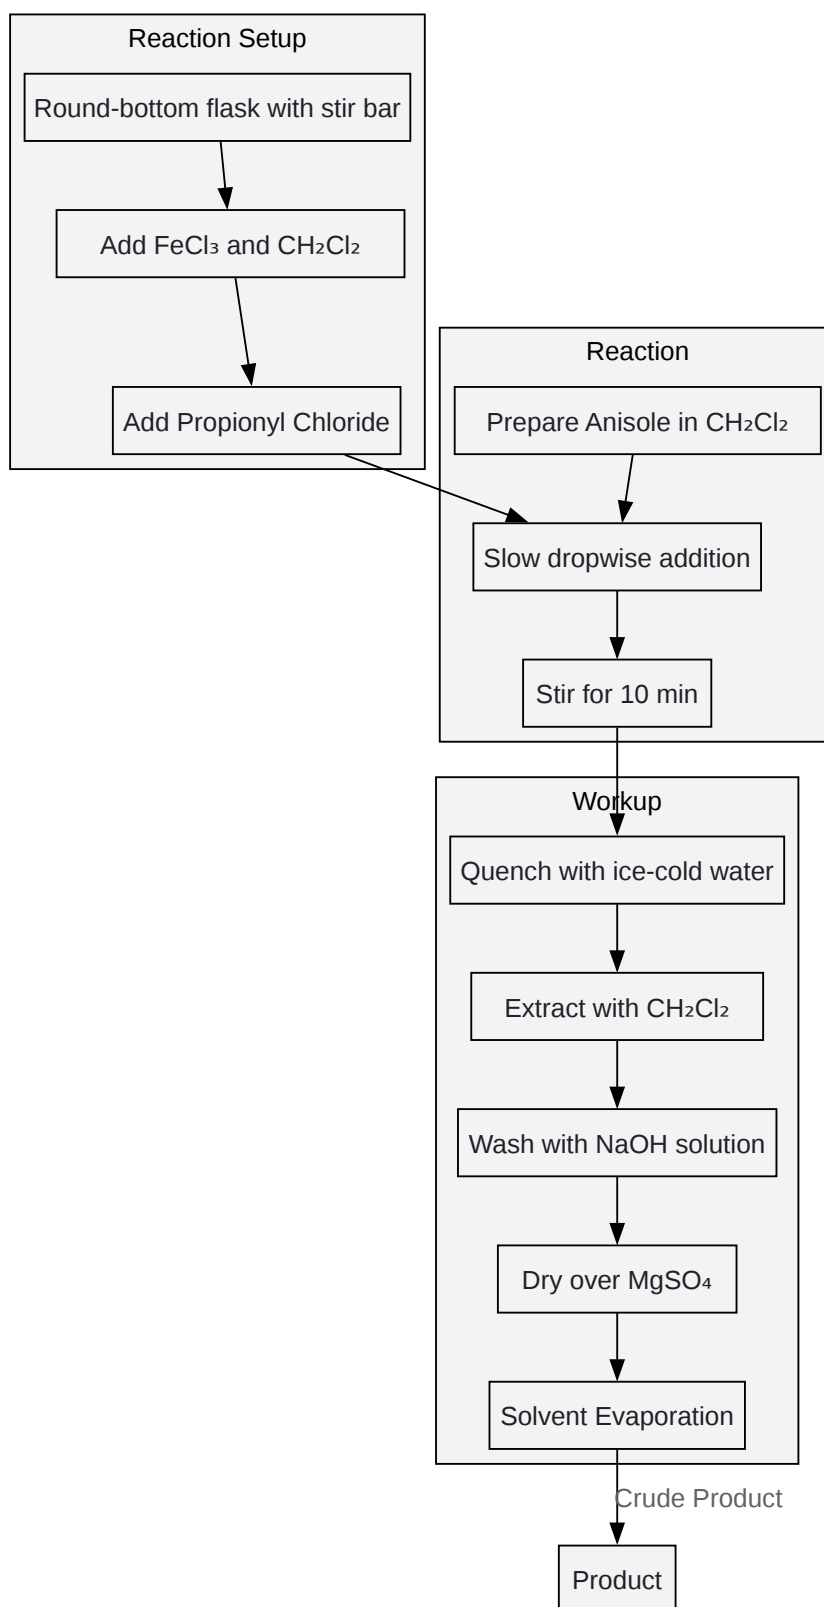 Reaction Setup
Round-bottom flask with stir bar
Add FeCl₃ and CH₂Cl₂
Add Propionyl Chloride
Reaction
Prepare Anisole in CH₂Cl₂
Slow dropwise addition
Stir for 10 min
Workup
Quench with ice-cold water
Extract with CH₂Cl₂
Wash with NaOH solution
Dry over MgSO₄
Solvent Evaporation
Crude Product
Product